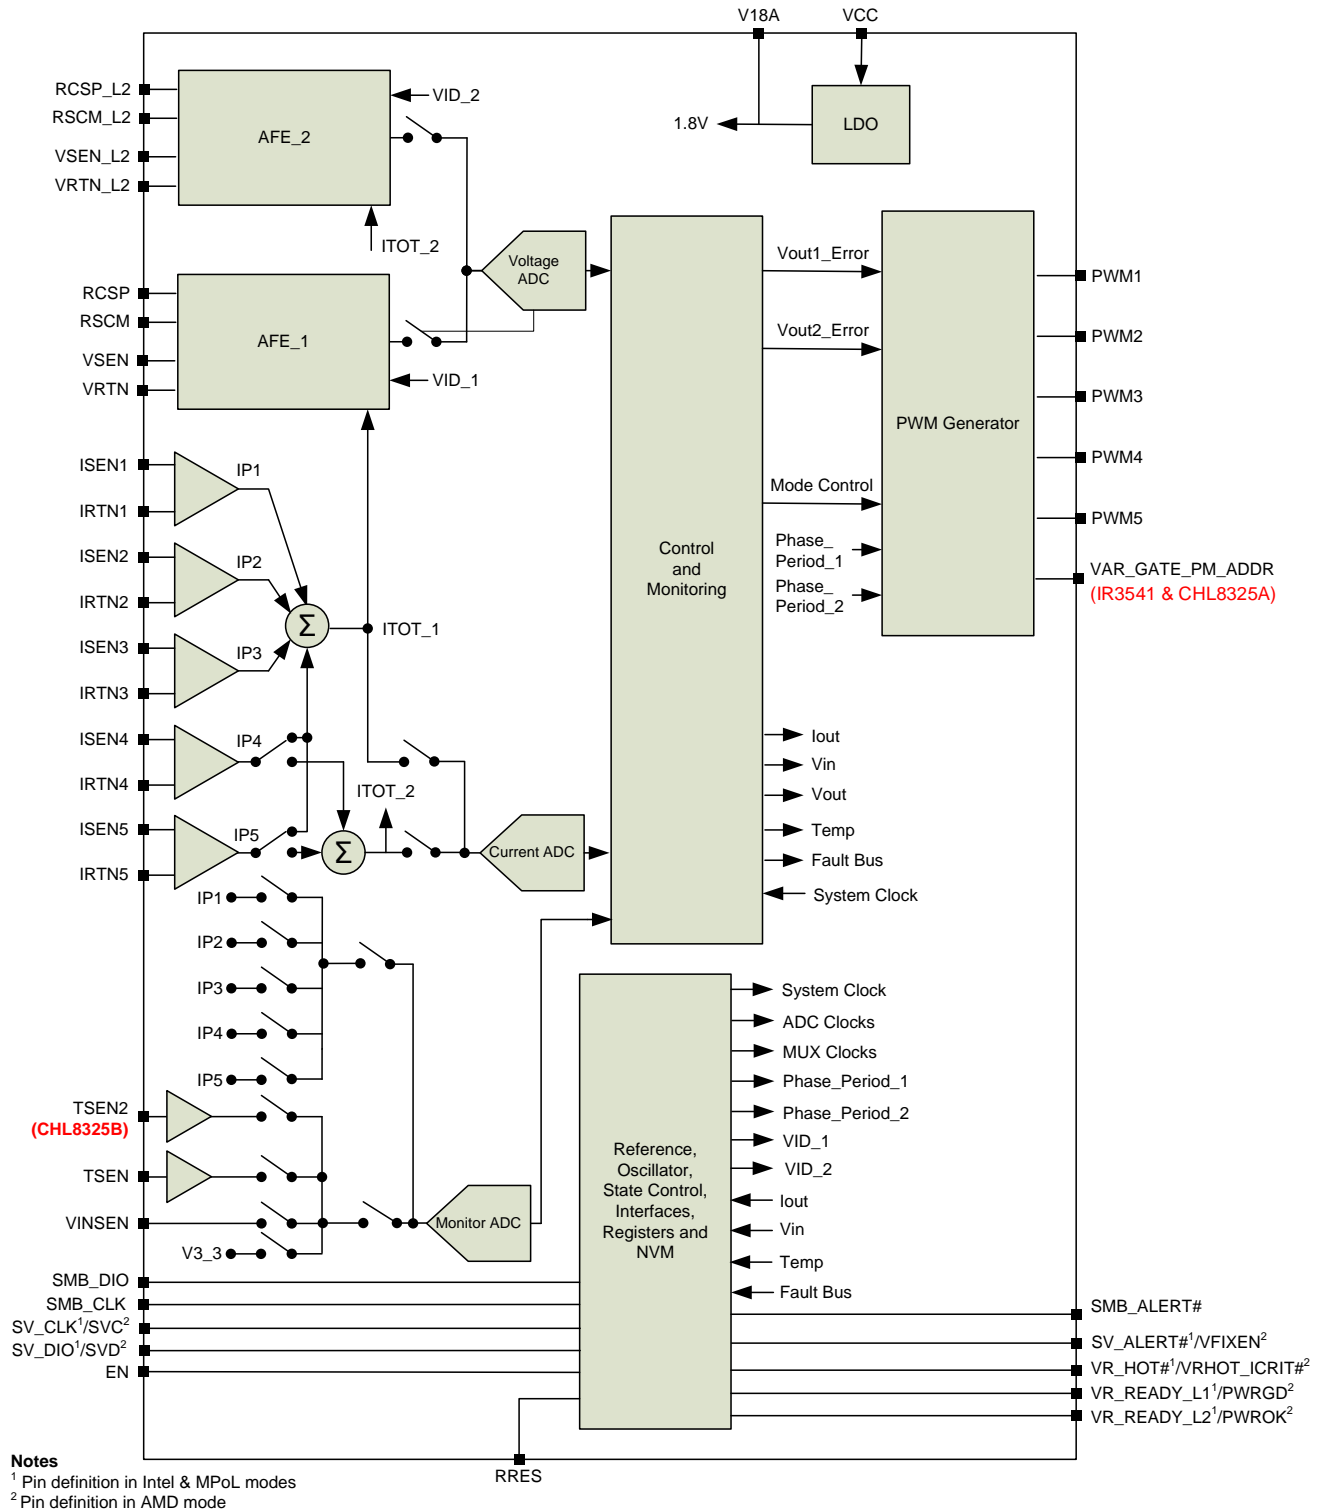 V18A
VCC
RCSP_L2
RSCM_L2
VSEN_L2
VRTN_L2
AFE_2
VID_2
ITOT_2
1.8V
LDO
RCSP
RSCM
VSEN
VRTN
AFE_1
VID_1
Voltage
ADC
Vout1_Error
Vout2_Error
Mode Control
Phase_
Period_1
Phase_
Period_2
PWM Generator
PWM1
PWM2
PWM3
PWM4
PWM5
VAR_GATE_PM_ADDR
(IR3541 & CHL8325A)
ISEN1
IRTN1
ISEN2
IRTN2
ISEN3
IRTN3
ISEN4
IRTN4
ISEN5
IRTN5
IP1
IP2
IP3
IP4
IP5
Σ
ITOT_1
ITOT_2
Σ
Current ADC
Control
and
Monitoring
Iout
Vin
Vout
Temp
Fault Bus
System Clock
IP1
IP2
IP3
IP4
IP5
TSEN2
(CHL8325B)
TSEN
VINSEN
V3_3
Monitor ADC
Reference,
Oscillator,
State Control,
Interfaces,
Registers and
NVM
System Clock
ADC Clocks
MUX Clocks
Phase_Period_1
Phase_Period_2
VID_1
VID_2
Iout
Vin
Temp
Fault Bus
SMB_DIO
SMB_CLK
SV_CLK¹/SVC²
SV_DIO¹/SVD²
EN
SMB_ALERT#
SV_ALERT#¹/VFIXEN²
VR_HOT#¹/VRHOT_ICRIT#²
VR_READY_L1¹/PWRGD²
VR_READY_L2¹/PWROK²
RRES
Notes
¹ Pin definition in Intel & MPoL modes
² Pin definition in AMD mode